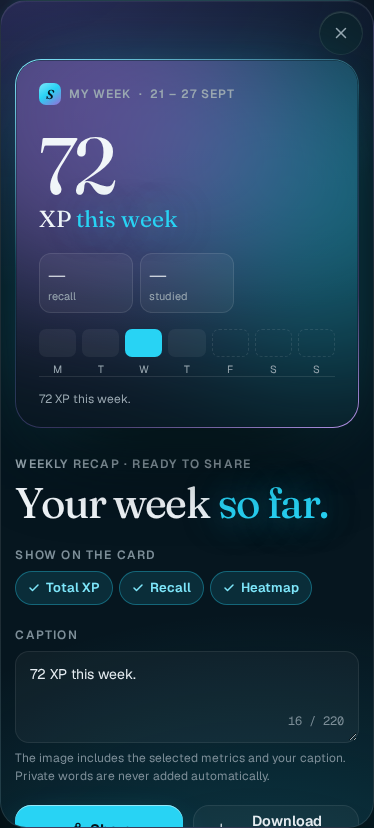 S MY WEEK · 21 – 27 SEPT
72
XP this week
— —
recall studied
M T W T F S S
72 XP this week.
WEEKLY RECAP · READY TO SHARE
Your week so far.
SHOW ON THE CARD
Total XP Recall Heatmap
CAPTION
72 XP this week.
16 / 220
The image includes the selected metrics and your caption.
Private words are never added automatically.
Download